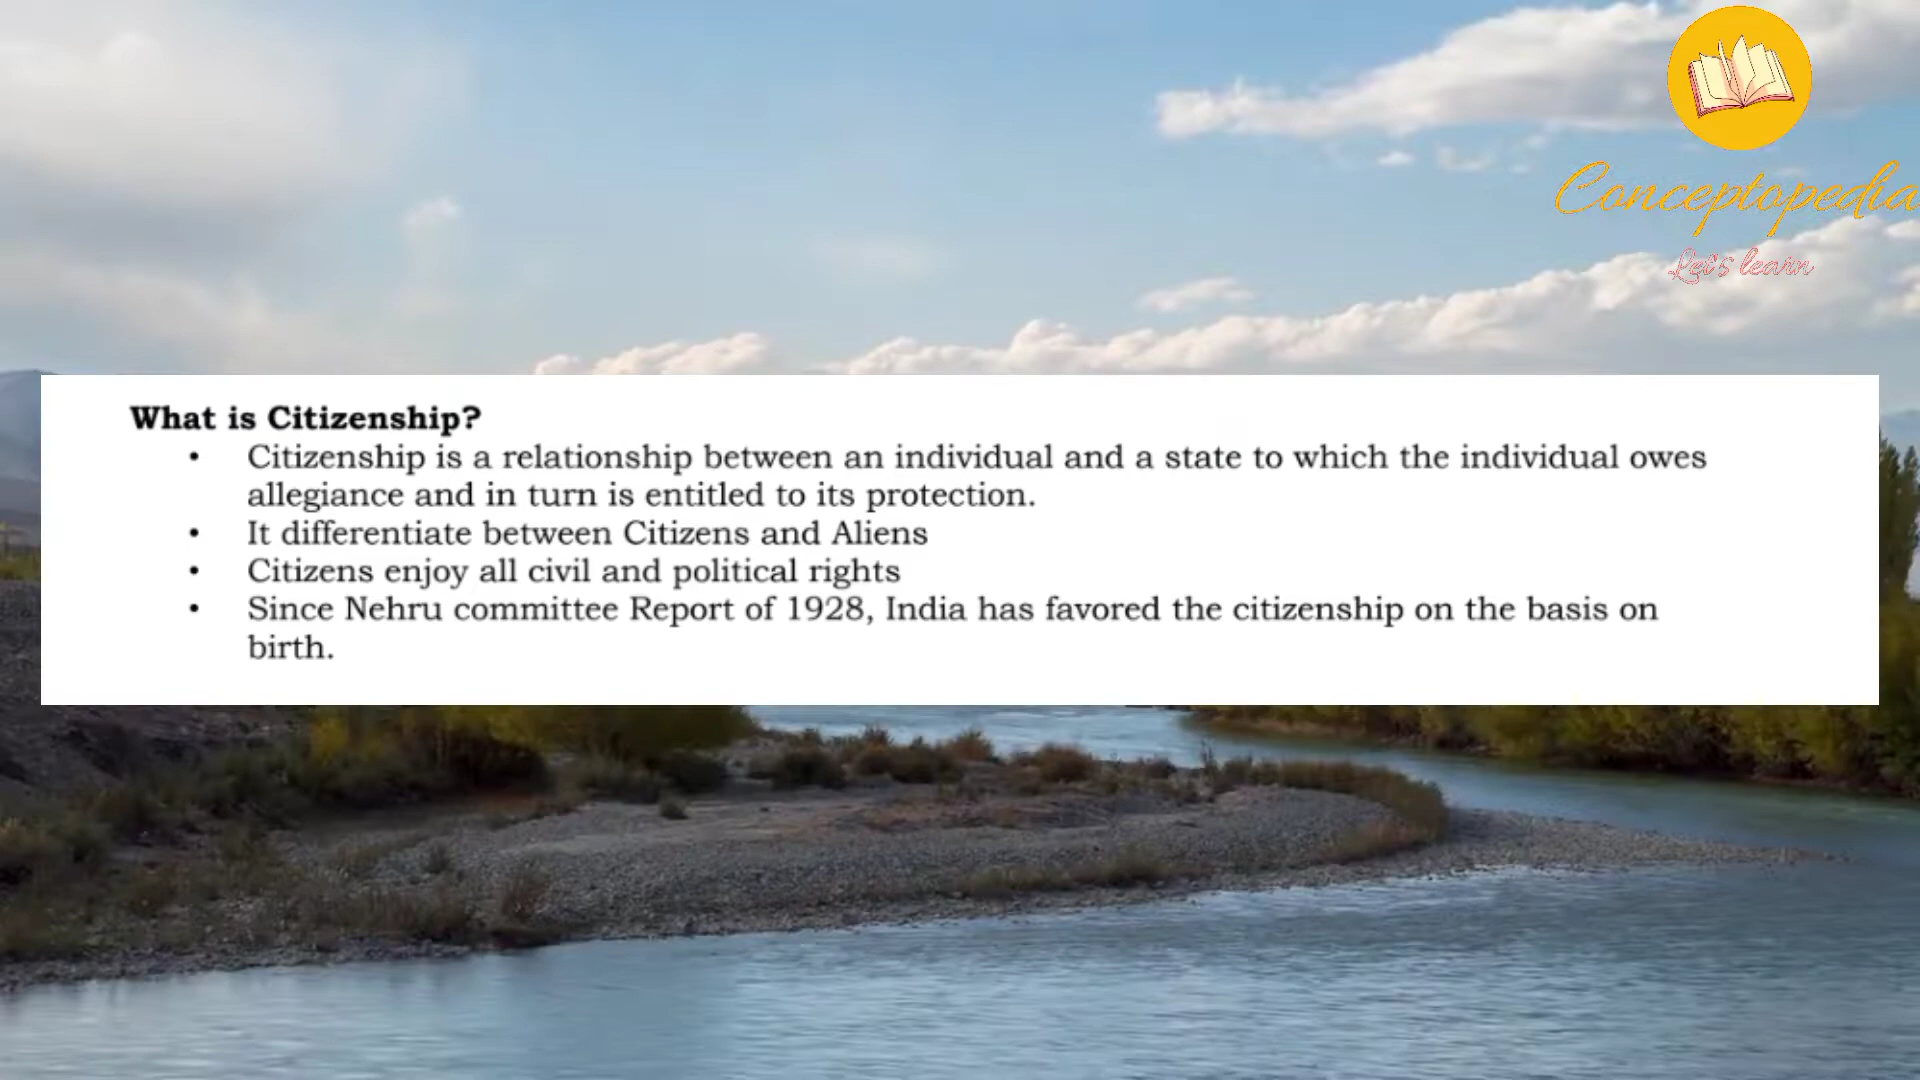 Conceptopedia
Let's learn
What is Citizenship?
• Citizenship is a relationship between an individual and a state to which the individual owes
allegiance and in turn is entitled to its protection.
• It differentiate between Citizens and Aliens
• Citizens enjoy all civil and political rights
• Since Nehru committee Report of 1928, India has favored the citizenship on the basis on
birth.